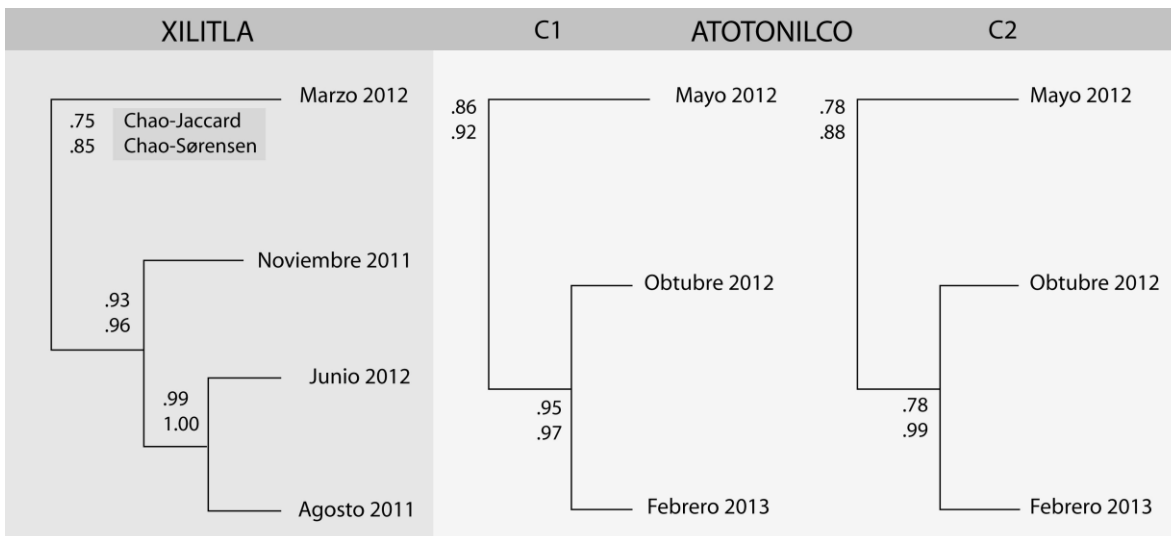 XILITLA
C1 ATOTONILCO C2
Marzo 2012
.75 Chao-Jaccard
.85 Chao-Sørensen
Noviembre 2011
.93
.96
Junio 2012
.99
1.00
Agosto 2011
Mayo 2012
.86
.92
Obtubre 2012
.95
.97
Febrero 2013
Mayo 2012
.78
.88
Obtubre 2012
.78
.99
Febrero 2013